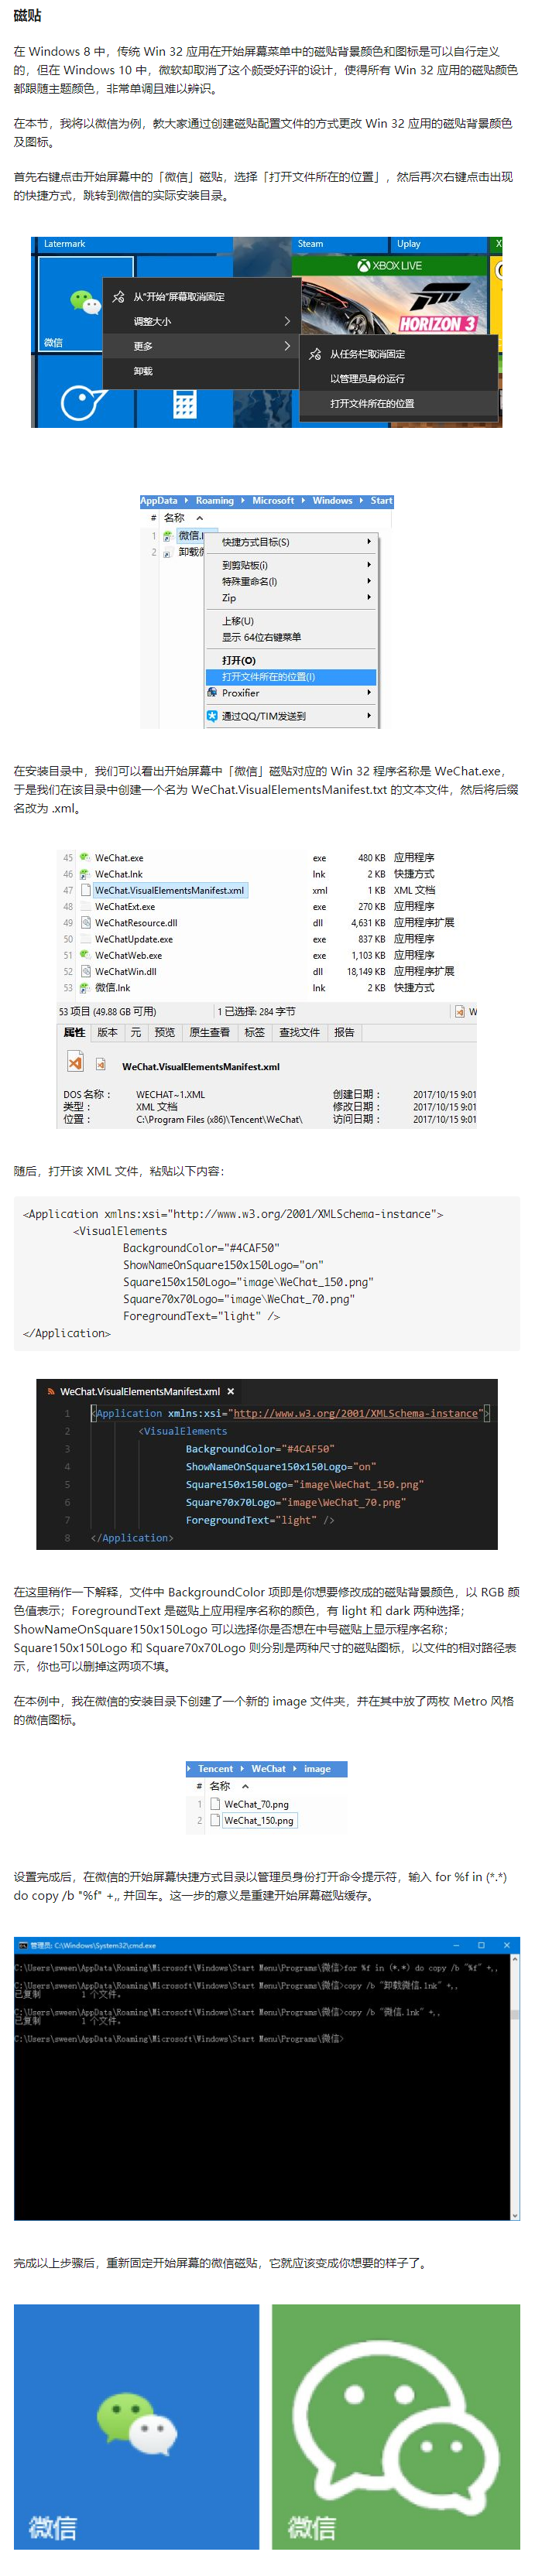 磁贴
在 Windows 8 中，传统 Win 32 应用在开始屏幕菜单中的磁贴背景颜色和图标是可以自行定义
的，但在 Windows 10 中，微软却取消了这个颇受好评的设计，使得所有 Win 32 应用的磁贴颜色
都跟随主题颜色，非常单调且难以辨识。
在本节，我将以微信为例，教大家通过创建磁贴配置文件的方式更改 Win 32 应用的磁贴背景颜色
及图标。
首先右键点击开始屏幕中的「微信」磁贴，选择「打开文件所在的位置」，然后再次右键点击出现
的快捷方式，跳转到微信的实际安装目录。
Latermark Steam Uplay X
XBOX LIVE
从"开始"屏幕取消固定
FORZA
调整大小
HORIZON 3
微信 更多 从任务栏取消固定
卸载 以管理员身份运行
打开文件所在的位置
AppData Roaming Microsoft Windows Start
# 名称
1 微信.l 快捷方式目标(S)
2 卸载微
到剪贴板(i)
特殊重命名(l)
Zip
上移(U)
显示 64位右键菜单
打开(O)
打开文件所在的位置(I)
Proxifier
通过QQ/TIM发送到
在安装目录中，我们可以看出开始屏幕中「微信」磁贴对应的 Win 32 程序名称是 WeChat.exe，
于是我们在该目录中创建一个名为 WeChat.VisualElementsManifest.txt 的文本文件，然后将后缀
名改为 .xml。
45 WeChat.exe exe 480 KB 应用程序
46 WeChat.lnk lnk 2 KB 快捷方式
47 WeChat.VisualElementsManifest.xml xml 1 KB XML 文档
48 WeChatExt.exe exe 270 KB 应用程序
49 WeChatResource.dll dll 4,631 KB 应用程序扩展
50 WeChatUpdate.exe exe 837 KB 应用程序
51 WeChatWeb.exe exe 1,103 KB 应用程序
52 WeChatWin.dll dll 18,149 KB 应用程序扩展
53 微信.lnk lnk 2 KB 快捷方式
53 项目 (49.88 GB 可用) 1 已选择: 284 字节 W
属性 版本 元 预览 原生查看 标签 查找文件 报告
WeChat.VisualElementsManifest.xml
DOS 名称： WECHAT~1.XML 创建日期： 2017/10/15 9:01
类型： XML 文档 修改日期： 2017/10/15 9:01
位置： C:\Program Files (x86)\Tencent\WeChat\ 访问日期： 2017/10/15 9:01
随后，打开该 XML 文件，粘贴以下内容：
<Application xmlns:xsi="http://www.w3.org/2001/XMLSchema-instance">
<VisualElements
BackgroundColor="#4CAF50"
ShowNameOnSquare150x150Logo="on"
Square150x150Logo="image\WeChat_150.png"
Square70x70Logo="image\WeChat_70.png"
ForegroundText="light" />
</Application>
WeChat.VisualElementsManifest.xml ×
1 <Application xmlns:xsi="http://www.w3.org/2001/XMLSchema-instance">
2 <VisualElements
3 BackgroundColor="#4CAF50"
4 ShowNameOnSquare150x150Logo="on"
5 Square150x150Logo="image\WeChat_150.png"
6 Square70x70Logo="image\WeChat_70.png"
7 ForegroundText="light" />
8 </Application>
在这里稍作一下解释，文件中 BackgroundColor 项即是你想要修改成的磁贴背景颜色，以 RGB 颜
色值表示；ForegroundText 是磁贴上应用程序名称的颜色，有 light 和 dark 两种选择；
ShowNameOnSquare150x150Logo 可以选择你是否想在中号磁贴上显示程序名称；
Square150x150Logo 和 Square70x70Logo 则分别是两种尺寸的磁贴图标，以文件的相对路径表
示，你也可以删掉这两项不填。
在本例中，我在微信的安装目录下创建了一个新的 image 文件夹，并在其中放了两枚 Metro 风格
的微信图标。
Tencent WeChat image
# 名称
1 WeChat_70.png
2 WeChat_150.png
设置完成后，在微信的开始屏幕快捷方式目录以管理员身份打开命令提示符，输入 for %f in (*.*)
do copy /b "%f" +,, 并回车。这一步的意义是重建开始屏幕磁贴缓存。
管理员: C:\Windows\System32\cmd.exe
C:\Users\sween\AppData\Roaming\Microsoft\Windows\Start Menu\Programs\微信>for %f in (*.*) do copy /b "%f" +,,
C:\Users\sween\AppData\Roaming\Microsoft\Windows\Start Menu\Programs\微信>copy /b "卸载微信.lnk" +,,
已复制 1 个文件。
C:\Users\sween\AppData\Roaming\Microsoft\Windows\Start Menu\Programs\微信>copy /b "微信.lnk" +,,
已复制 1 个文件。
C:\Users\sween\AppData\Roaming\Microsoft\Windows\Start Menu\Programs\微信>
完成以上步骤后，重新固定开始屏幕的微信磁贴，它就应该变成你想要的样子了。
微信 微信